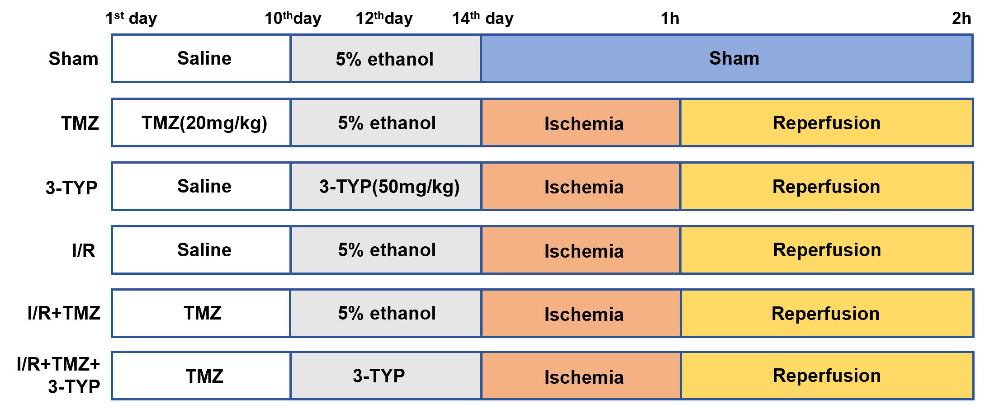 1st day 10thday 12thday 14th day 1h 2h
Sham Saline 5% ethanol Sham
TMZ TMZ(20mg/kg) 5% ethanol Ischemia Reperfusion
3-TYP Saline 3-TYP(50mg/kg) Ischemia Reperfusion
I/R Saline 5% ethanol Ischemia Reperfusion
I/R+TMZ TMZ 5% ethanol Ischemia Reperfusion
I/R+TMZ+
3-TYP TMZ 3-TYP Ischemia Reperfusion